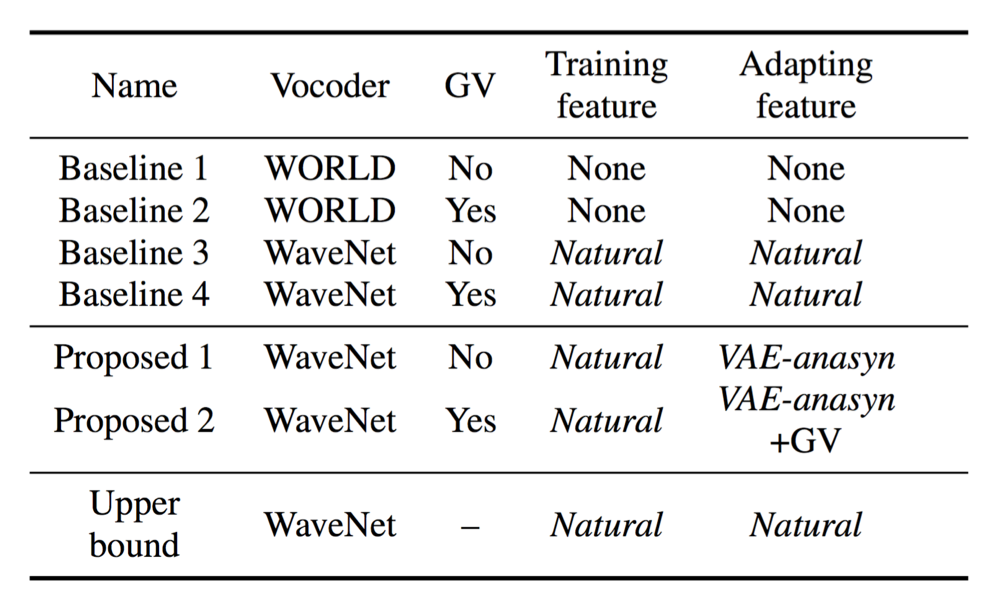 Name Vocoder GV Training feature Adapting feature
Baseline 1 WORLD No None None
Baseline 2 WORLD Yes None None
Baseline 3 WaveNet No Natural Natural
Baseline 4 WaveNet Yes Natural Natural
Proposed 1 WaveNet No Natural VAE-anasyn
Proposed 2 WaveNet Yes Natural VAE-anasyn +GV
Upper bound WaveNet – Natural Natural